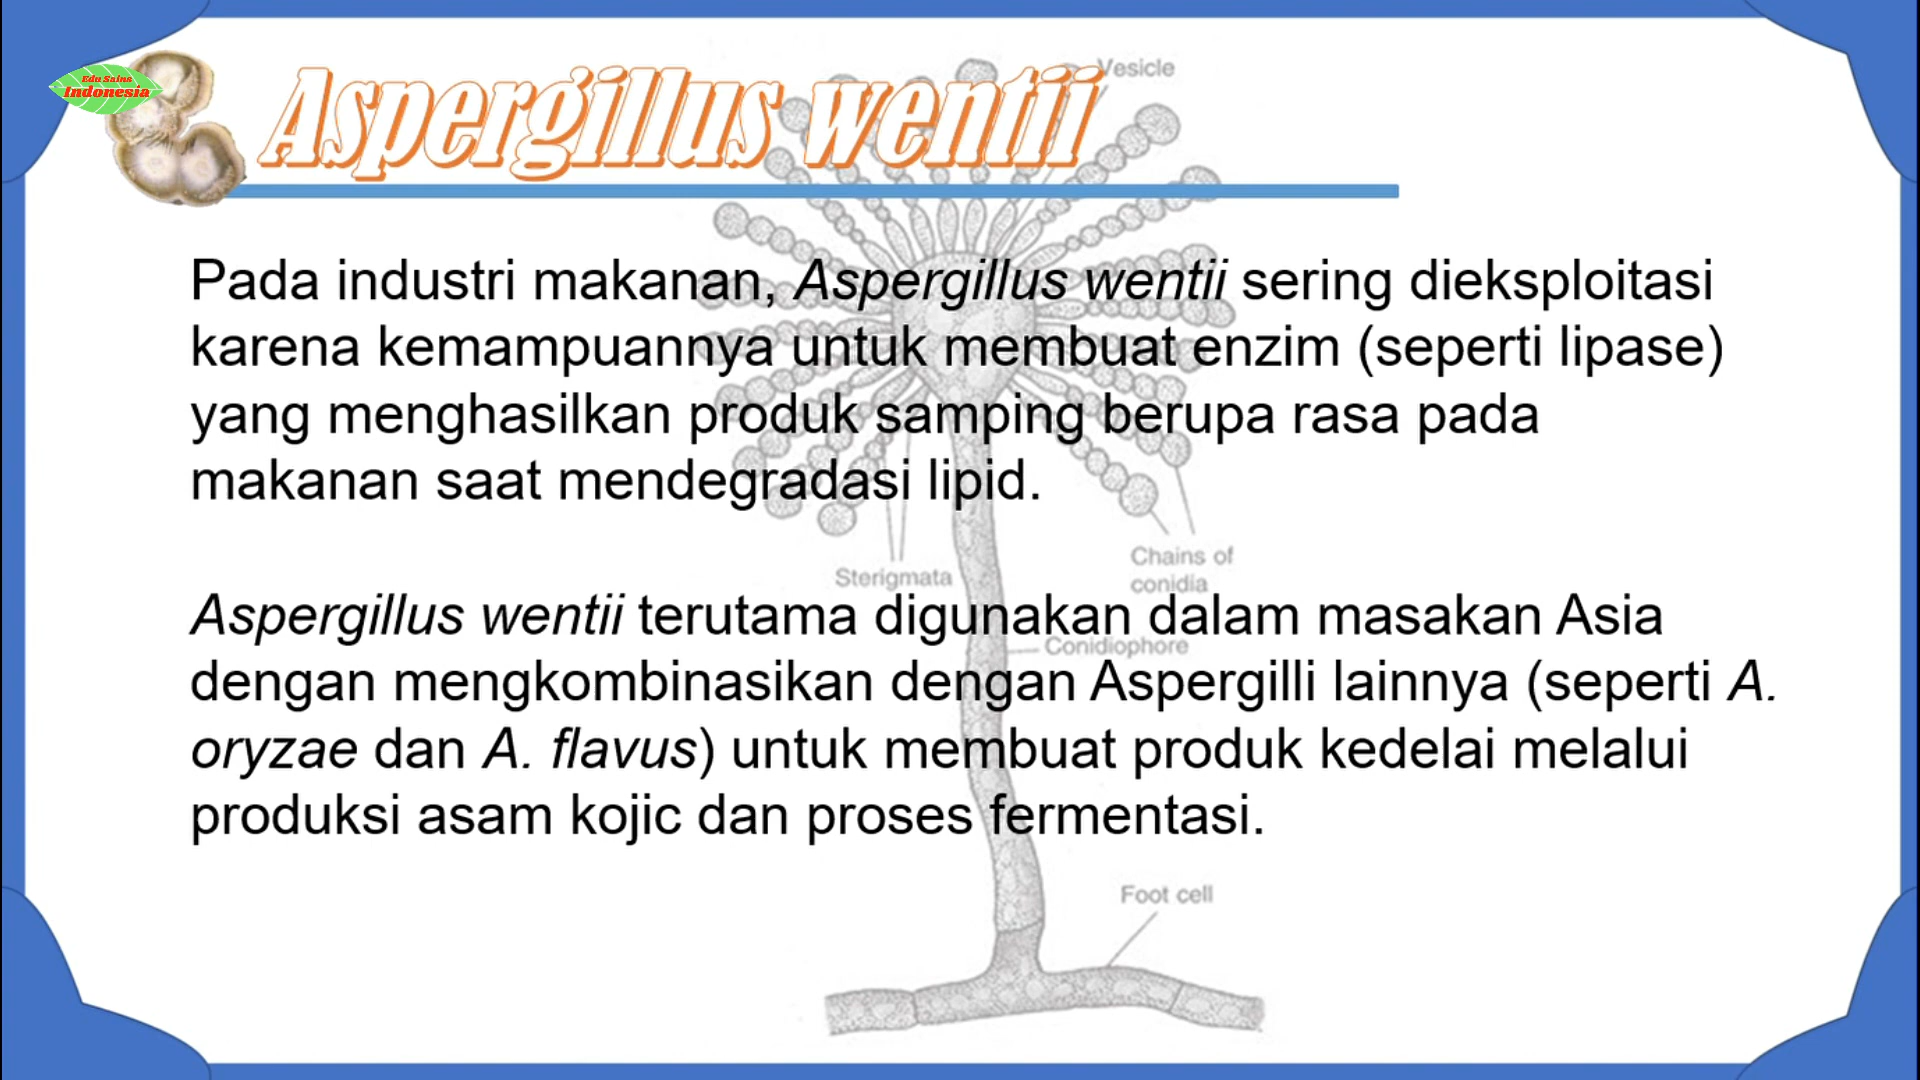 Edu Sains
Indonesia
Aspergillus wentii
Vesicle
Pada industri makanan, Aspergillus wentii sering dieksploitasi
karena kemampuannya untuk membuat enzim (seperti lipase)
yang menghasilkan produk samping berupa rasa pada
makanan saat mendegradasi lipid.
Chains of
conidia
Sterigmata
Aspergillus wentii terutama digunakan dalam masakan Asia
Conidiophore
dengan mengkombinasikan dengan Aspergilli lainnya (seperti A.
oryzae dan A. flavus) untuk membuat produk kedelai melalui
produksi asam kojic dan proses fermentasi.
Foot cell